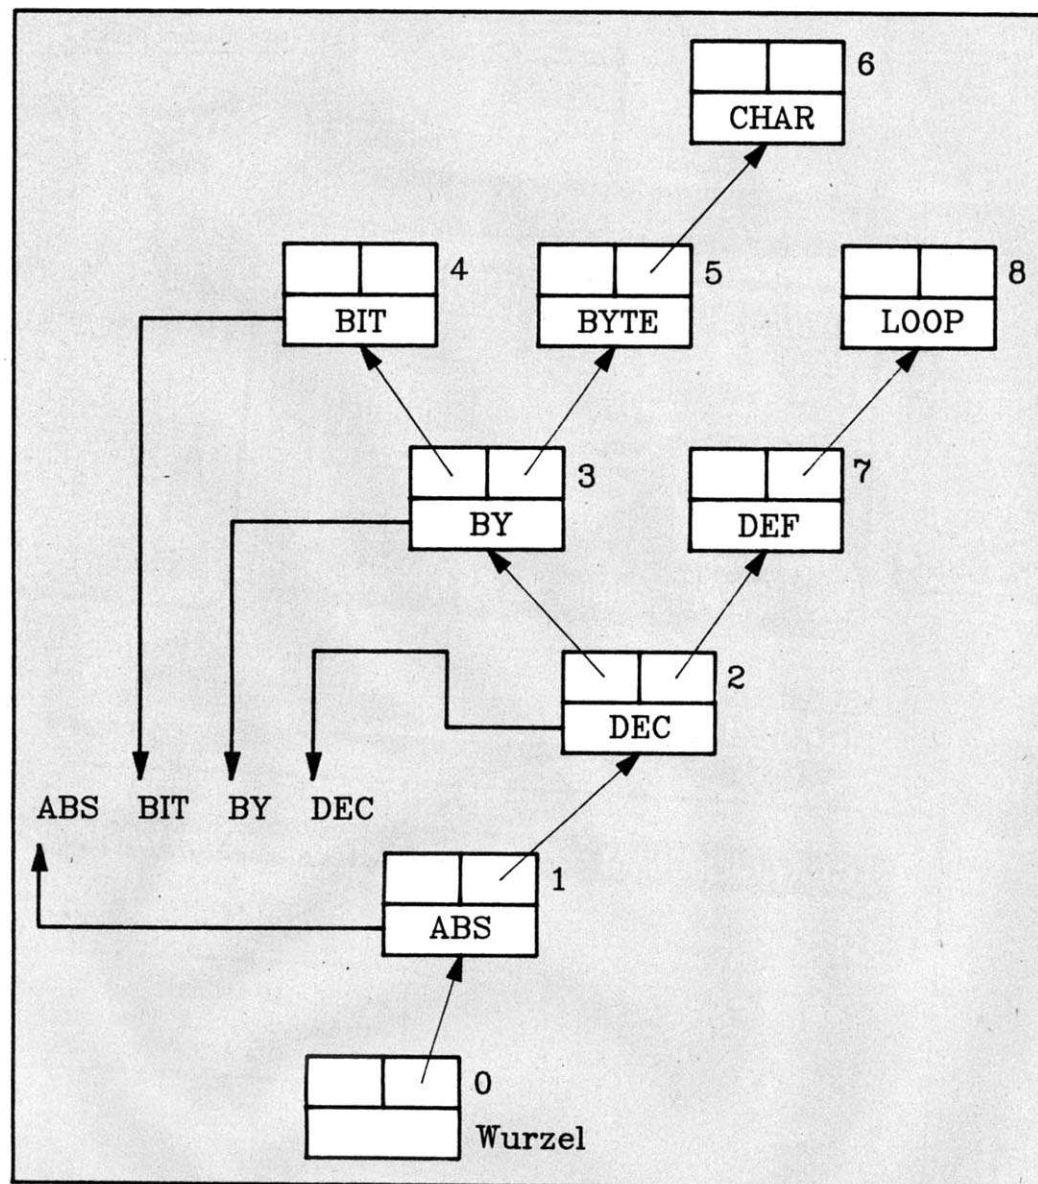 6
CHAR
4
5
8
BIT
BYTE
LOOP
3
7
BY
DEF
2
DEC
ABS BIT BY DEC
1
ABS
0
Wurzel